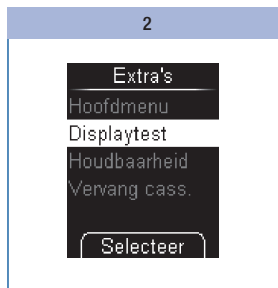 2
Extra's
Hoofdmenu
Displaytest
Houdbaarheid
Vervang cass.
Selecteer